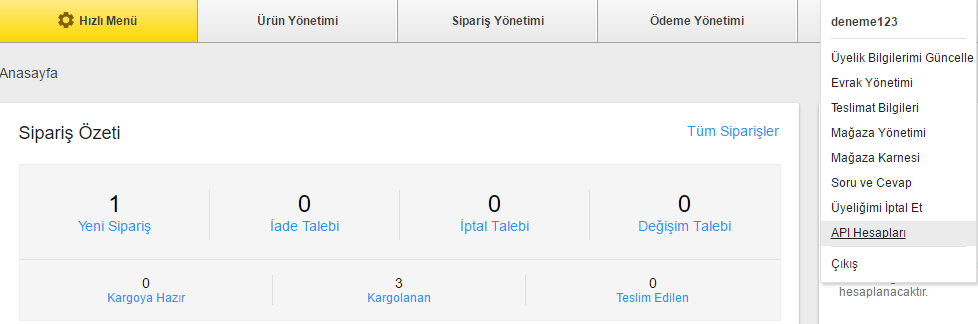 Hızlı Menü
Ürün Yönetimi
Sipariş Yönetimi
Ödeme Yönetimi
deneme123
Üyelik Bilgilerimi Güncelle
Evrak Yönetimi
Teslimat Bilgileri
Mağaza Yönetimi
Mağaza Karnesi
Soru ve Cevap
Üyeliğimi İptal Et
API Hesapları
Çıkış
Anasayfa
Sipariş Özeti
Tüm Siparişler
1
Yeni Sipariş
0
İade Talebi
0
İptal Talebi
0
Değişim Talebi
0
Kargoya Hazır
3
Kargolanan
0
Teslim Edilen
hesaplanacaktır.